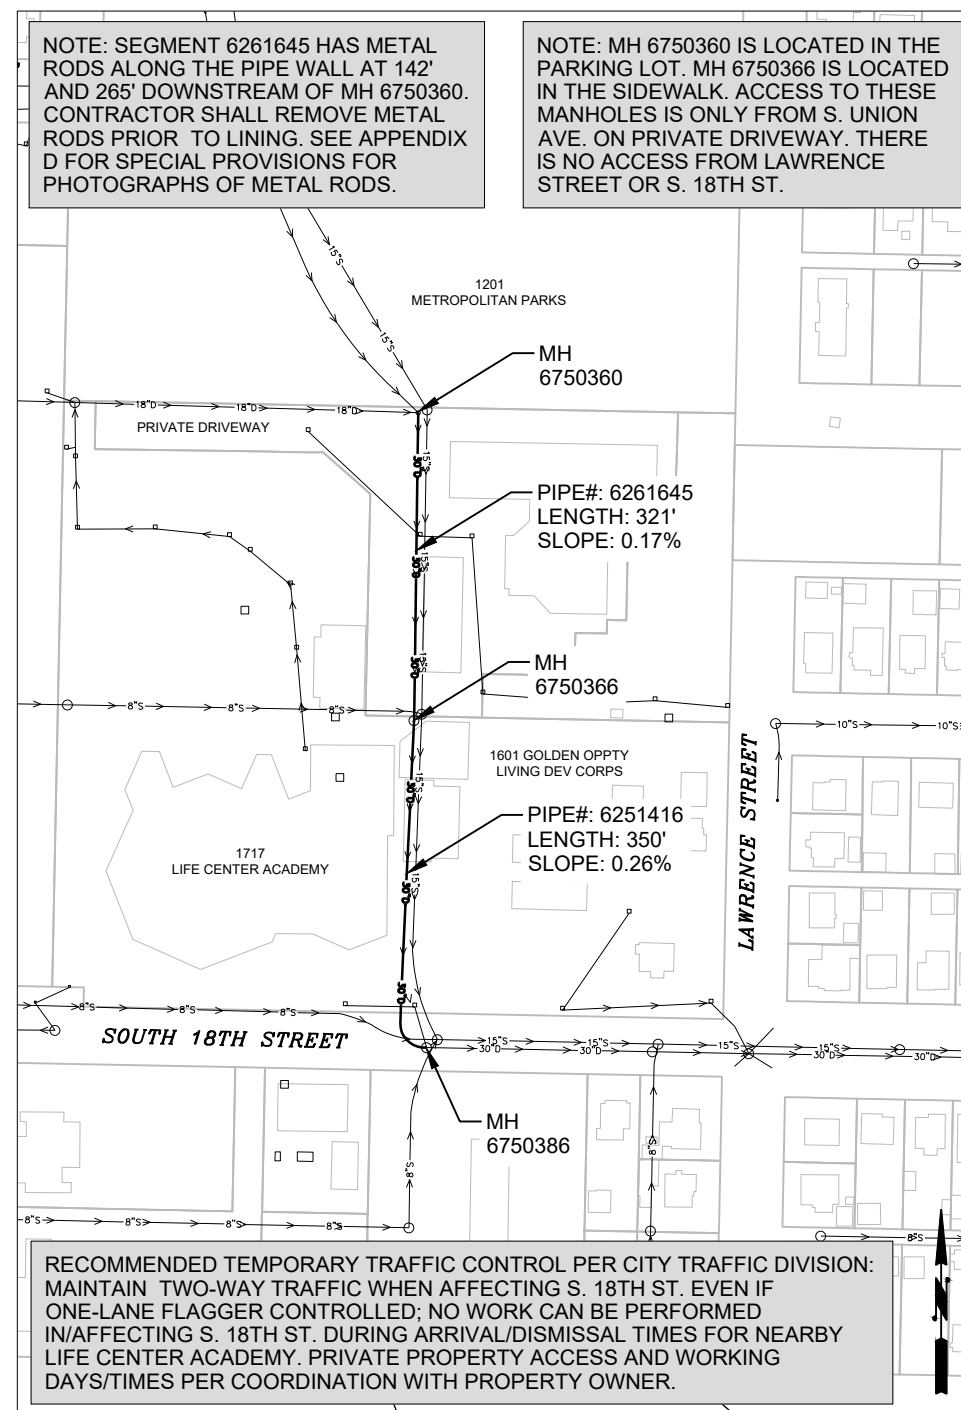 NOTE: SEGMENT 6261645 HAS METAL
RODS ALONG THE PIPE WALL AT 142'
AND 265' DOWNSTREAM OF MH 6750360.
CONTRACTOR SHALL REMOVE METAL
RODS PRIOR TO LINING. SEE APPENDIX
D FOR SPECIAL PROVISIONS FOR
PHOTOGRAPHS OF METAL RODS.
NOTE: MH 6750360 IS LOCATED IN THE
PARKING LOT. MH 6750366 IS LOCATED
IN THE SIDEWALK. ACCESS TO THESE
MANHOLES IS ONLY FROM S. UNION
AVE. ON PRIVATE DRIVEWAY. THERE
IS NO ACCESS FROM LAWRENCE
STREET OR S. 18TH ST.
15"S
1201
METROPOLITAN PARKS
15"S
MH
6750360
18"D
18"D
18"D
PRIVATE DRIVEWAY
30"D
15"S
PIPE#: 6261645
LENGTH: 321'
SLOPE: 0.17%
30"D
15"S
30"D
15"S
MH
6750366
8"S
8"S
8"S
10"S
10"S
1601 GOLDEN OPPTY
LIVING DEV CORPS
LAWRENCE STREET
30"D
15"S
PIPE#: 6251416
LENGTH: 350'
SLOPE: 0.26%
1717
LIFE CENTER ACADEMY
30"D
15"S
30"D
8"S
8"S
8"S
SOUTH 18TH STREET
15"S
15"S
15"S
15"S
30"D
30"D
30"D
30"D
MH
6750386
8"S
8"S
8"S
8"S
8"S
8"S
8"S
N
RECOMMENDED TEMPORARY TRAFFIC CONTROL PER CITY TRAFFIC DIVISION:
MAINTAIN TWO-WAY TRAFFIC WHEN AFFECTING S. 18TH ST. EVEN IF
ONE-LANE FLAGGER CONTROLLED; NO WORK CAN BE PERFORMED
IN/AFFECTING S. 18TH ST. DURING ARRIVAL/DISMISSAL TIMES FOR NEARBY
LIFE CENTER ACADEMY. PRIVATE PROPERTY ACCESS AND WORKING
DAYS/TIMES PER COORDINATION WITH PROPERTY OWNER.